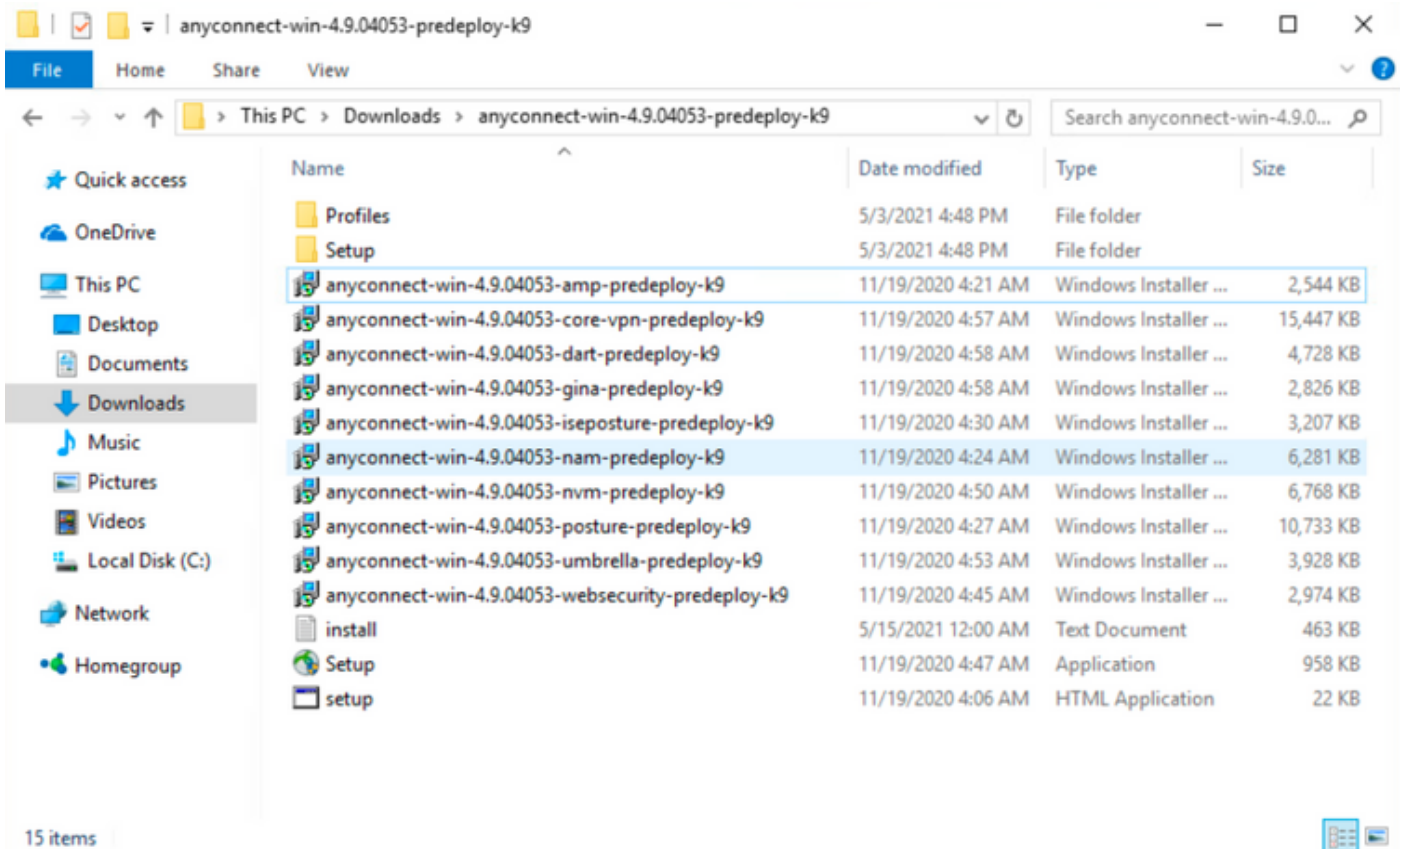 anyconnect-win-4.9.04053-predeploy-k9
File Home Share View
This PC > Downloads > anyconnect-win-4.9.04053-predeploy-k9 Search anyconnect-win-4.9.0...
Name Date modified Type Size
Quick access
OneDrive
This PC
Desktop
Documents
Downloads
Music
Pictures
Videos
Local Disk (C:)
Network
Homegroup
Profiles 5/3/2021 4:48 PM File folder
Setup 5/3/2021 4:48 PM File folder
anyconnect-win-4.9.04053-amp-predeploy-k9 11/19/2020 4:21 AM Windows Installer ... 2,544 KB
anyconnect-win-4.9.04053-core-vpn-predeploy-k9 11/19/2020 4:57 AM Windows Installer ... 15,447 KB
anyconnect-win-4.9.04053-dart-predeploy-k9 11/19/2020 4:58 AM Windows Installer ... 4,728 KB
anyconnect-win-4.9.04053-gina-predeploy-k9 11/19/2020 4:58 AM Windows Installer ... 2,826 KB
anyconnect-win-4.9.04053-iseposture-predeploy-k9 11/19/2020 4:30 AM Windows Installer ... 3,207 KB
anyconnect-win-4.9.04053-nam-predeploy-k9 11/19/2020 4:24 AM Windows Installer ... 6,281 KB
anyconnect-win-4.9.04053-nvm-predeploy-k9 11/19/2020 4:50 AM Windows Installer ... 6,768 KB
anyconnect-win-4.9.04053-posture-predeploy-k9 11/19/2020 4:27 AM Windows Installer ... 10,733 KB
anyconnect-win-4.9.04053-umbrella-predeploy-k9 11/19/2020 4:53 AM Windows Installer ... 3,928 KB
anyconnect-win-4.9.04053-websecurity-predeploy-k9 11/19/2020 4:45 AM Windows Installer ... 2,974 KB
install 5/15/2021 12:00 AM Text Document 463 KB
Setup 11/19/2020 4:47 AM Application 958 KB
setup 11/19/2020 4:06 AM HTML Application 22 KB
15 items